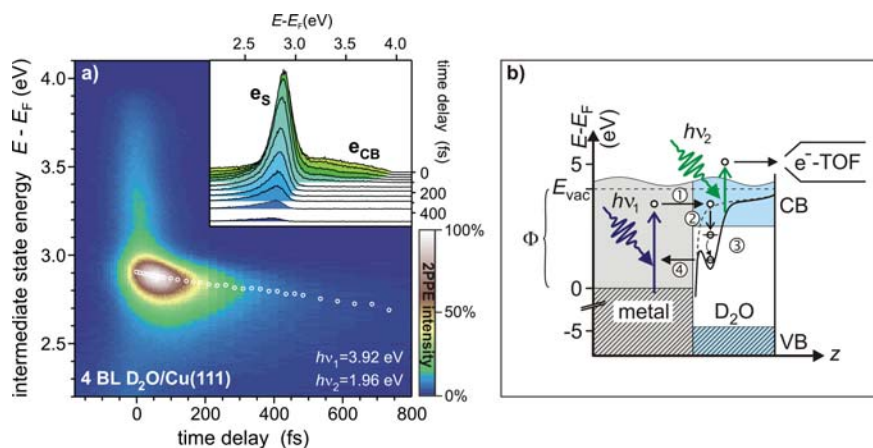 a)
E-E_F(eV)
2.5 3.0 3.5 4.0
time delay
(fs)
0
200
400
e_S
e_CB
intermediate state energy E - E_F (eV)
4.0
3.5
3.0
2.5
100%
50%
0%
2PPE intensity
4 BL D₂O/Cu(111)
hν₁=3.92 eV
hν₂=1.96 eV
0 200 400 600 800
time delay (fs)
b)
E-E_F
(eV)
5
E_vac
Φ
0
-5
hν₁
hν₂
e⁻-TOF
①
②
③
④
CB
metal
D₂O
VB
z